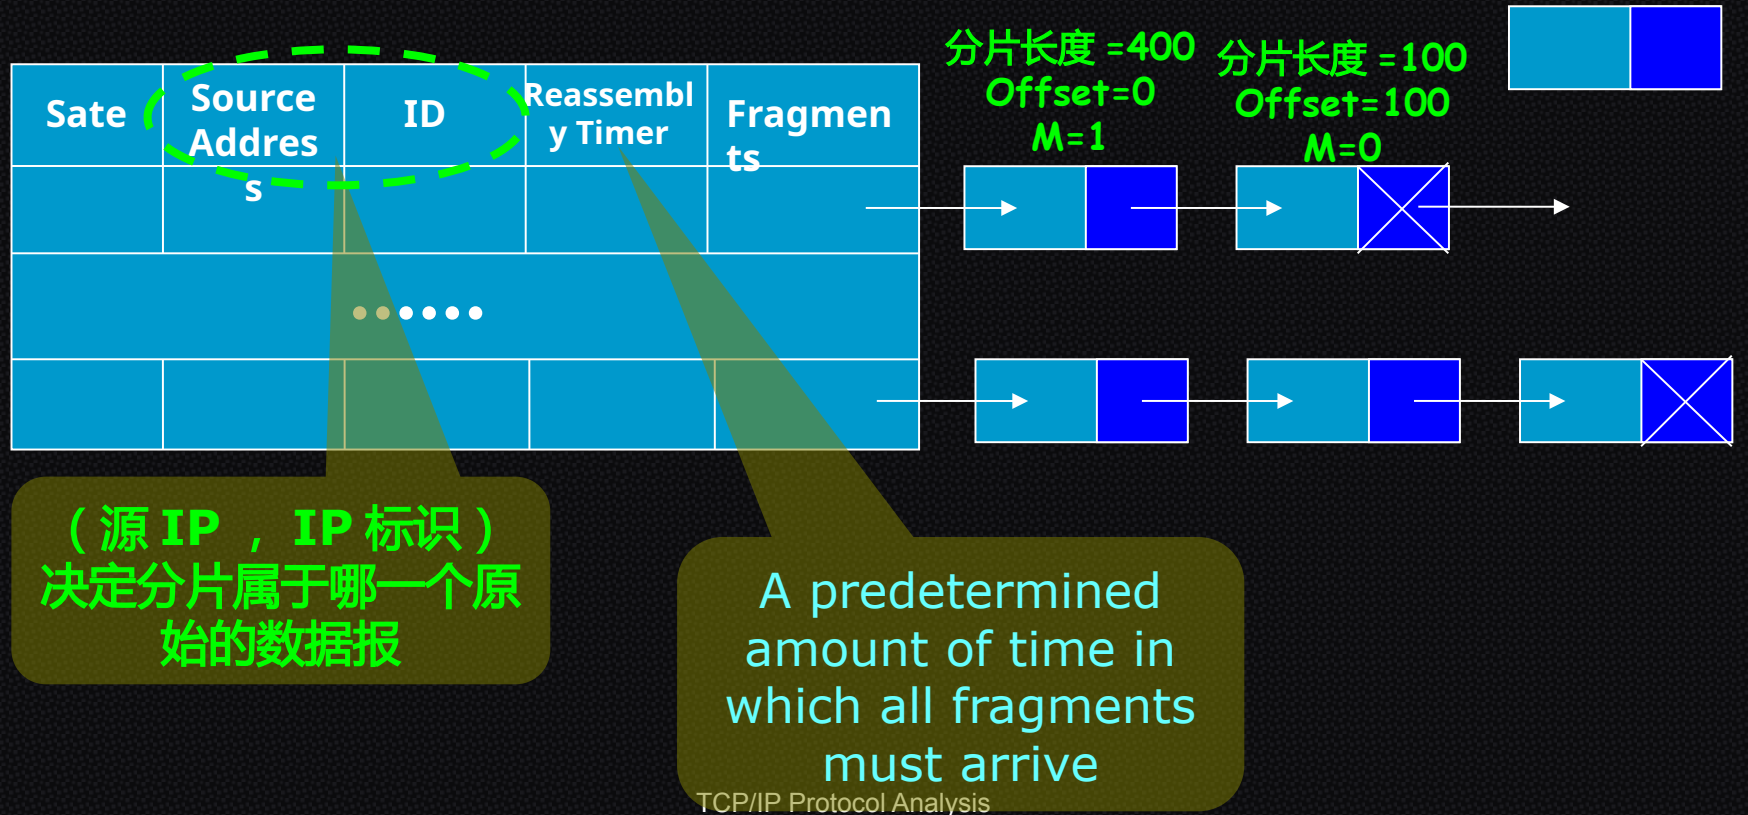 Sate
Source
Addres
s
ID
Reassembl
y Timer
Fragmen
ts
分片长度 =400
Offset=0
M=1
分片长度 =100
Offset=100
M=0
......
（源 IP ，IP 标识）
决定分片属于哪一个原
始的数据报
A predetermined
amount of time in
which all fragments
must arrive
TCP/IP Protocol Analysis